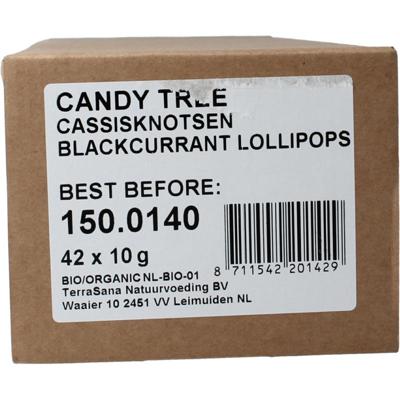 CANDY TREE
CASSISKNOTSEN
BLACKCURRANT LOLLIPOPS
BEST BEFORE:
150.0140
42 x 10 g
8 711542 201429
BIO/ORGANIC NL-BIO-01
TerraSana Natuurvoeding BV
Waaier 10 2451 VV Leimuiden NL